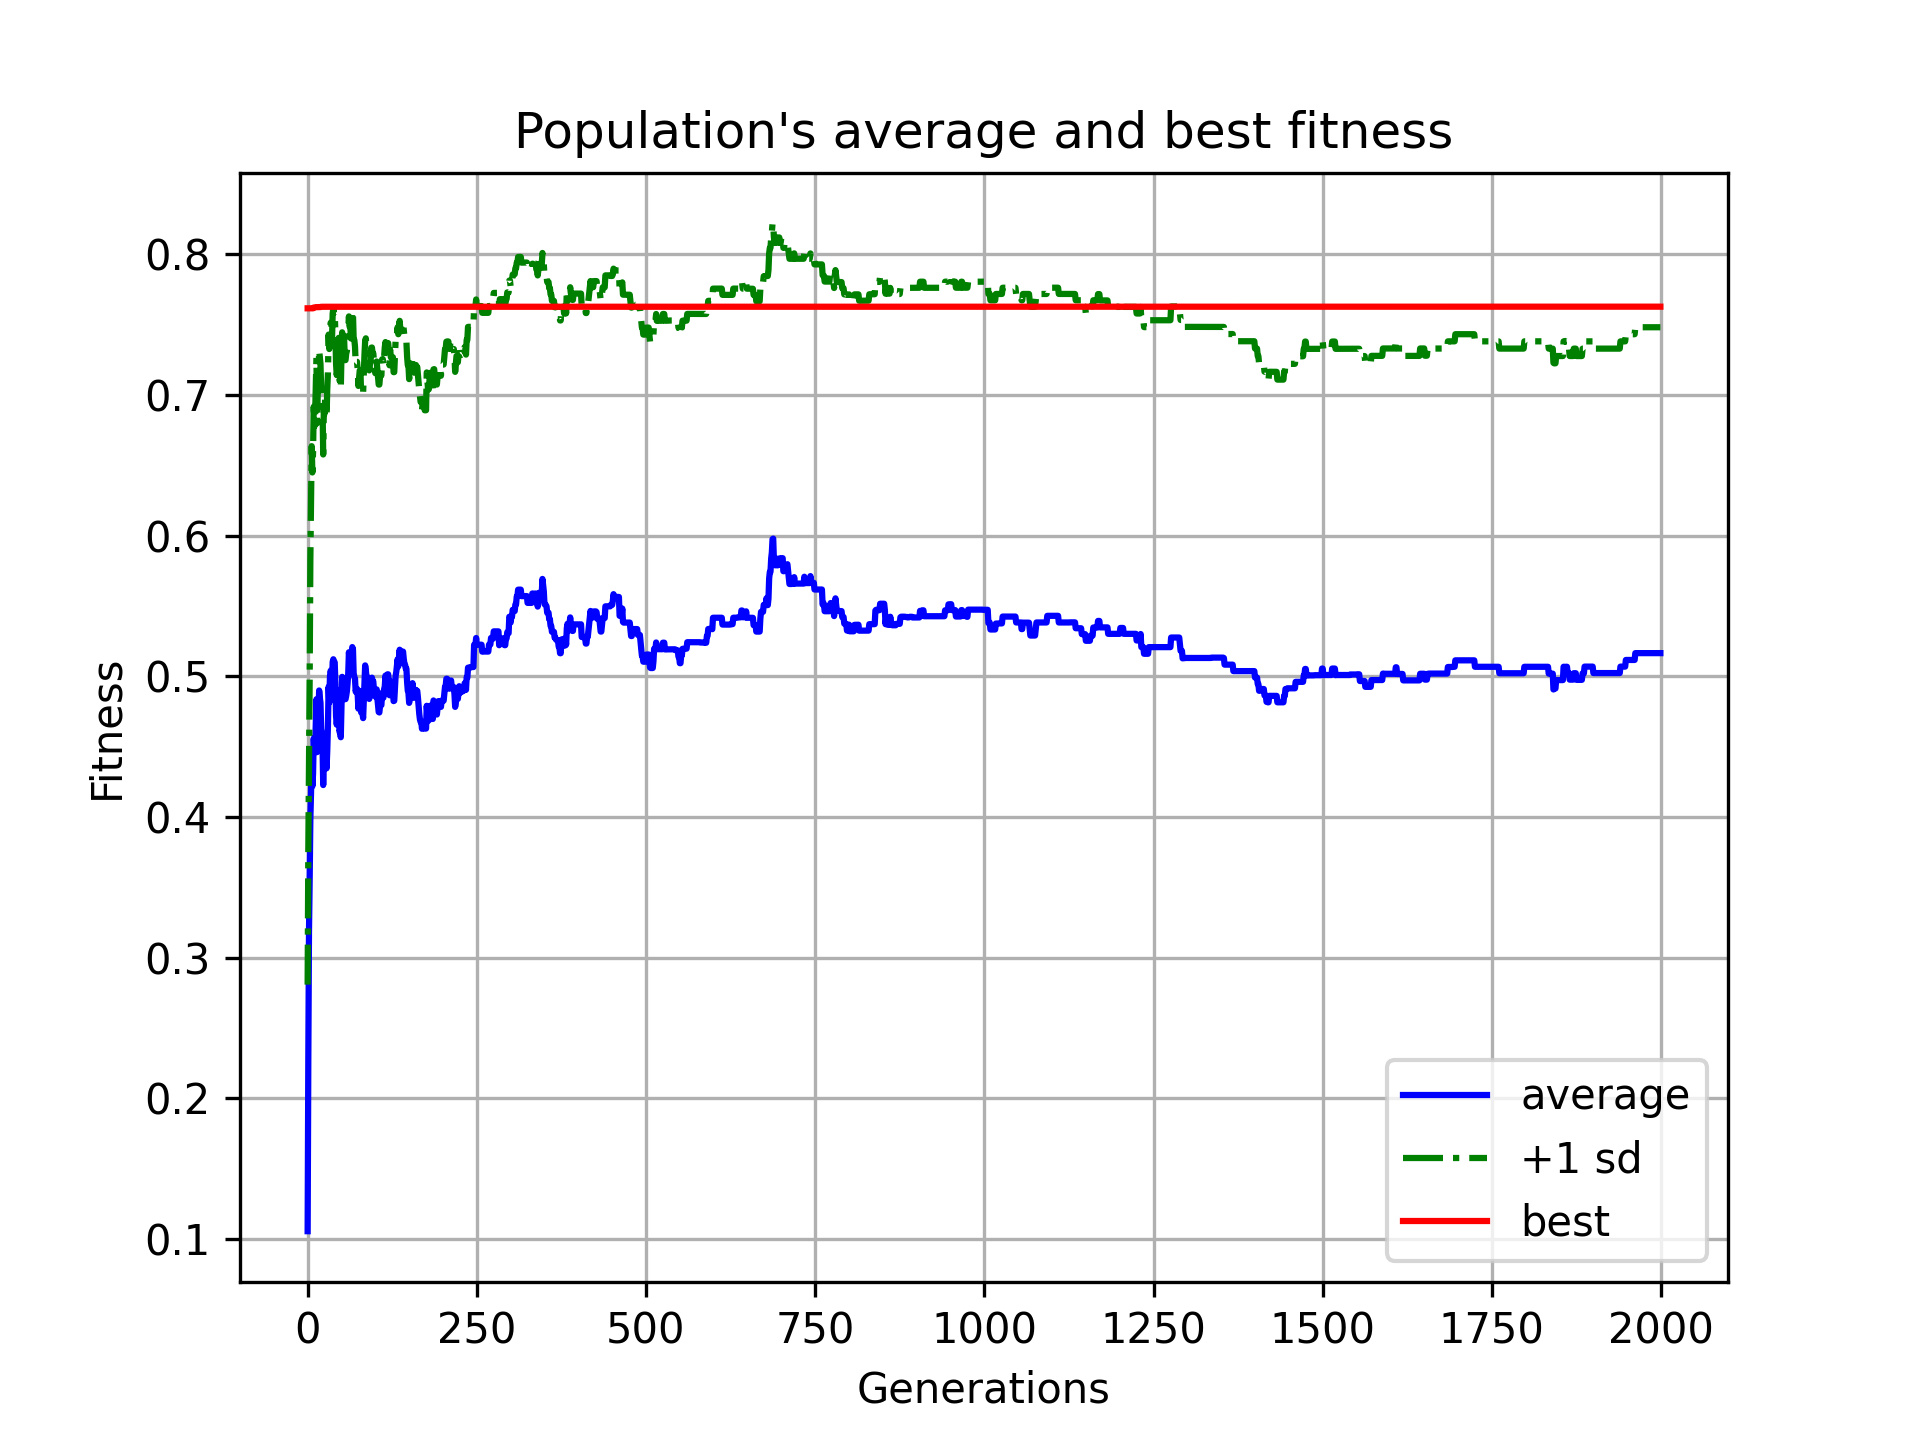 Population's average and best fitness
Fitness
0.8
0.7
0.6
0.5
0.4
0.3
0.2
0.1
average
+1 sd
best
0 250 500 750 1000 1250 1500 1750 2000
Generations